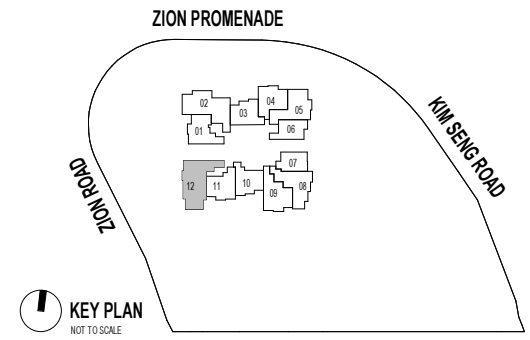 ZION PROMENADE
KIM SENG ROAD
ZION ROAD
02
03
04
05
01
06
07
12
11
10
09
08
KEY PLAN
NOT TO SCALE